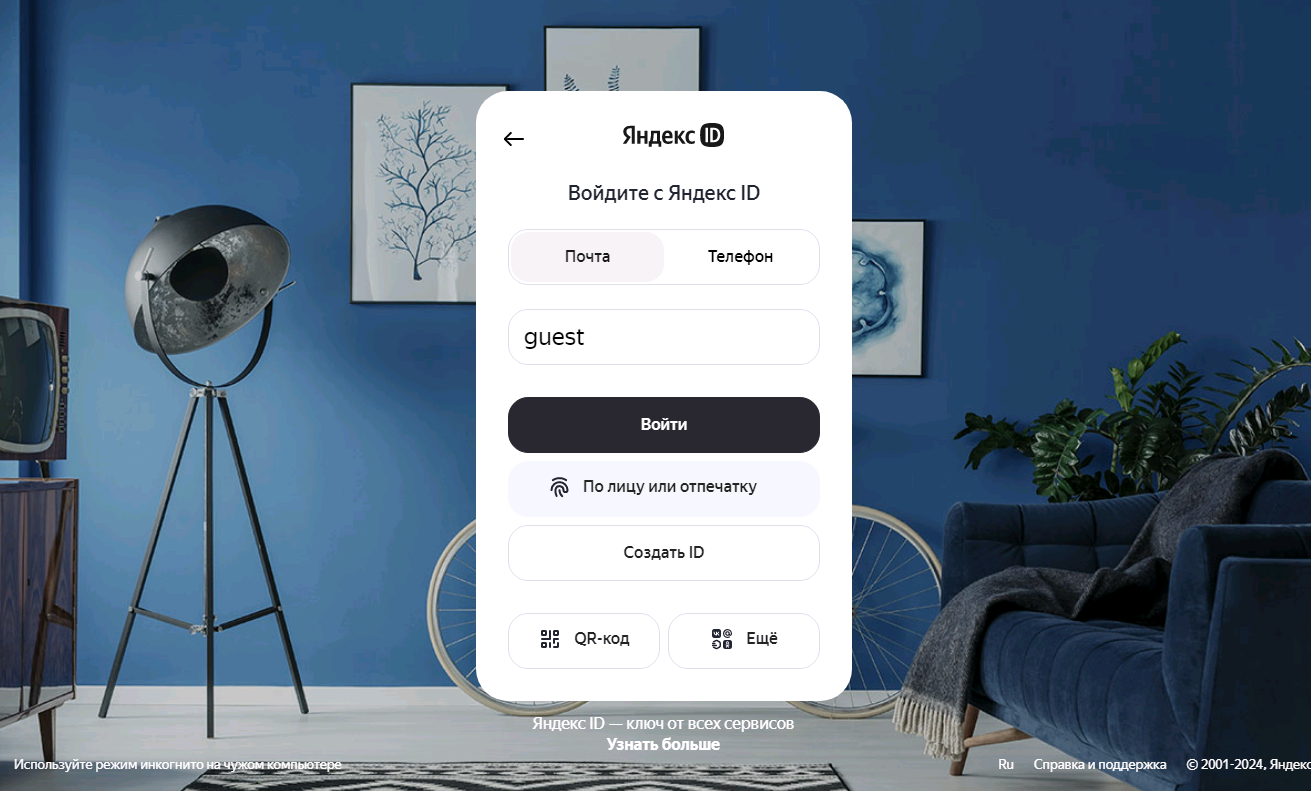 Яндекс ID
Войдите с Яндекс ID
Почта Телефон
guest
Войти
По лицу или отпечатку
Создать ID
QR-код Ещё
Яндекс ID — ключ от всех сервисов
Узнать больше
Используйте режим инкогнито на чужом компьютере Ru Справка и поддержка © 2001-2024, Яндекс